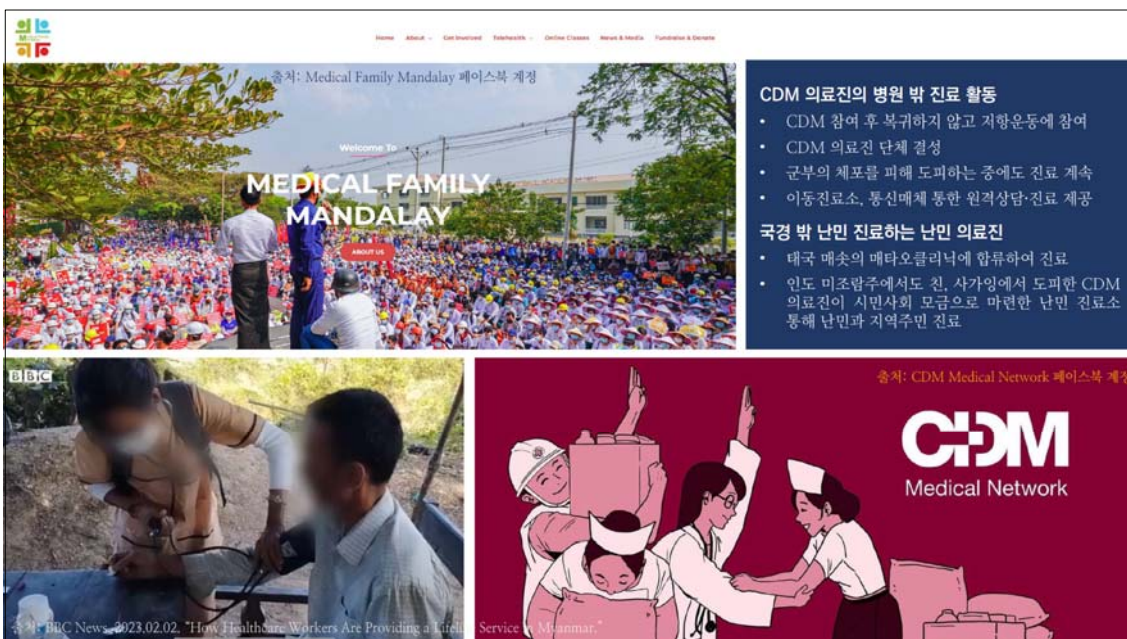 Home About Get Involved Telehealth Online Classes News & Media Fundraise & Donate
출처: Medical Family Mandalay 페이스북 계정
Welcome To
MEDICAL FAMILY
MANDALAY
ABOUT US
CDM 의료진의 병원 밖 진료 활동
• CDM 참여 후 복귀하지 않고 저항운동에 참여
• CDM 의료진 단체 결성
• 군부의 체포를 피해 도피하는 중에도 진료 계속
• 이동진료소, 통신매체 통한 원격상담·진료 제공
국경 밖 난민 진료하는 난민 의료진
• 태국 매솟의 매타오클리닉에 합류하여 진료
• 인도 미조람주에서도 친, 사가잉에서 도피한 CDM
의료진이 시민사회 모금으로 마련한 난민 진료소
통해 난민과 지역주민 진료
BBC
출처: BBC News, 2023.02.02. "How Healthcare Workers Are Providing a Lifeline Service in Myanmar."
출처: CDM Medical Network 페이스북 계정
CDM
Medical Network